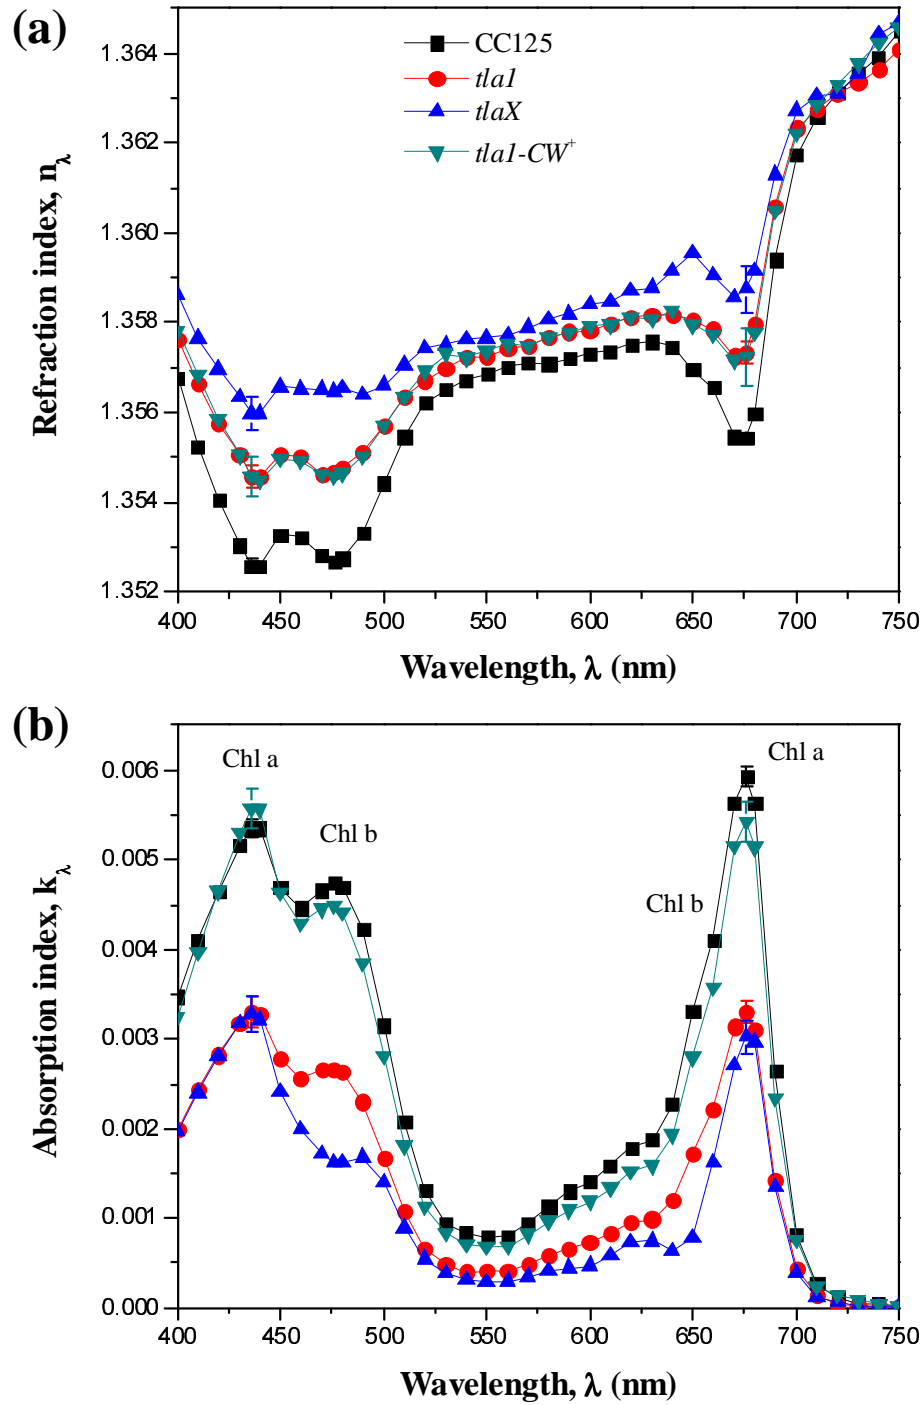 (a)
CC125
tla1
tlaX
tla1-CW⁺
1.364
1.362
1.360
1.358
1.356
1.354
1.352
Refraction index, n_λ
400 450 500 550 600 650 700 750
Wavelength, λ (nm)
(b)
Chl a
Chl b
Chl b
Chl a
0.006
0.005
0.004
0.003
0.002
0.001
0.000
Absorption index, k_λ
400 450 500 550 600 650 700 750
Wavelength, λ (nm)